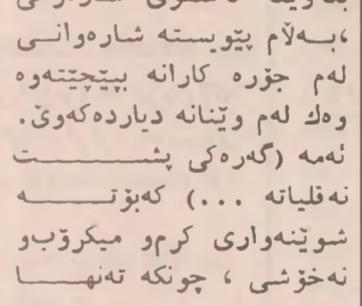 ،بەڵام پێویستە شارەوانی
لەم جۆرە کارانە بپێچێتەوە
وەك لەم وێنانە دیاردەکەوێ.
ئەمە (گەرەکی پشت
نەقلیاتە ...) کەبۆتە
شوێنەواری کرم‌و میکرۆب‌و
نەخۆشی ، چونکە تەنها